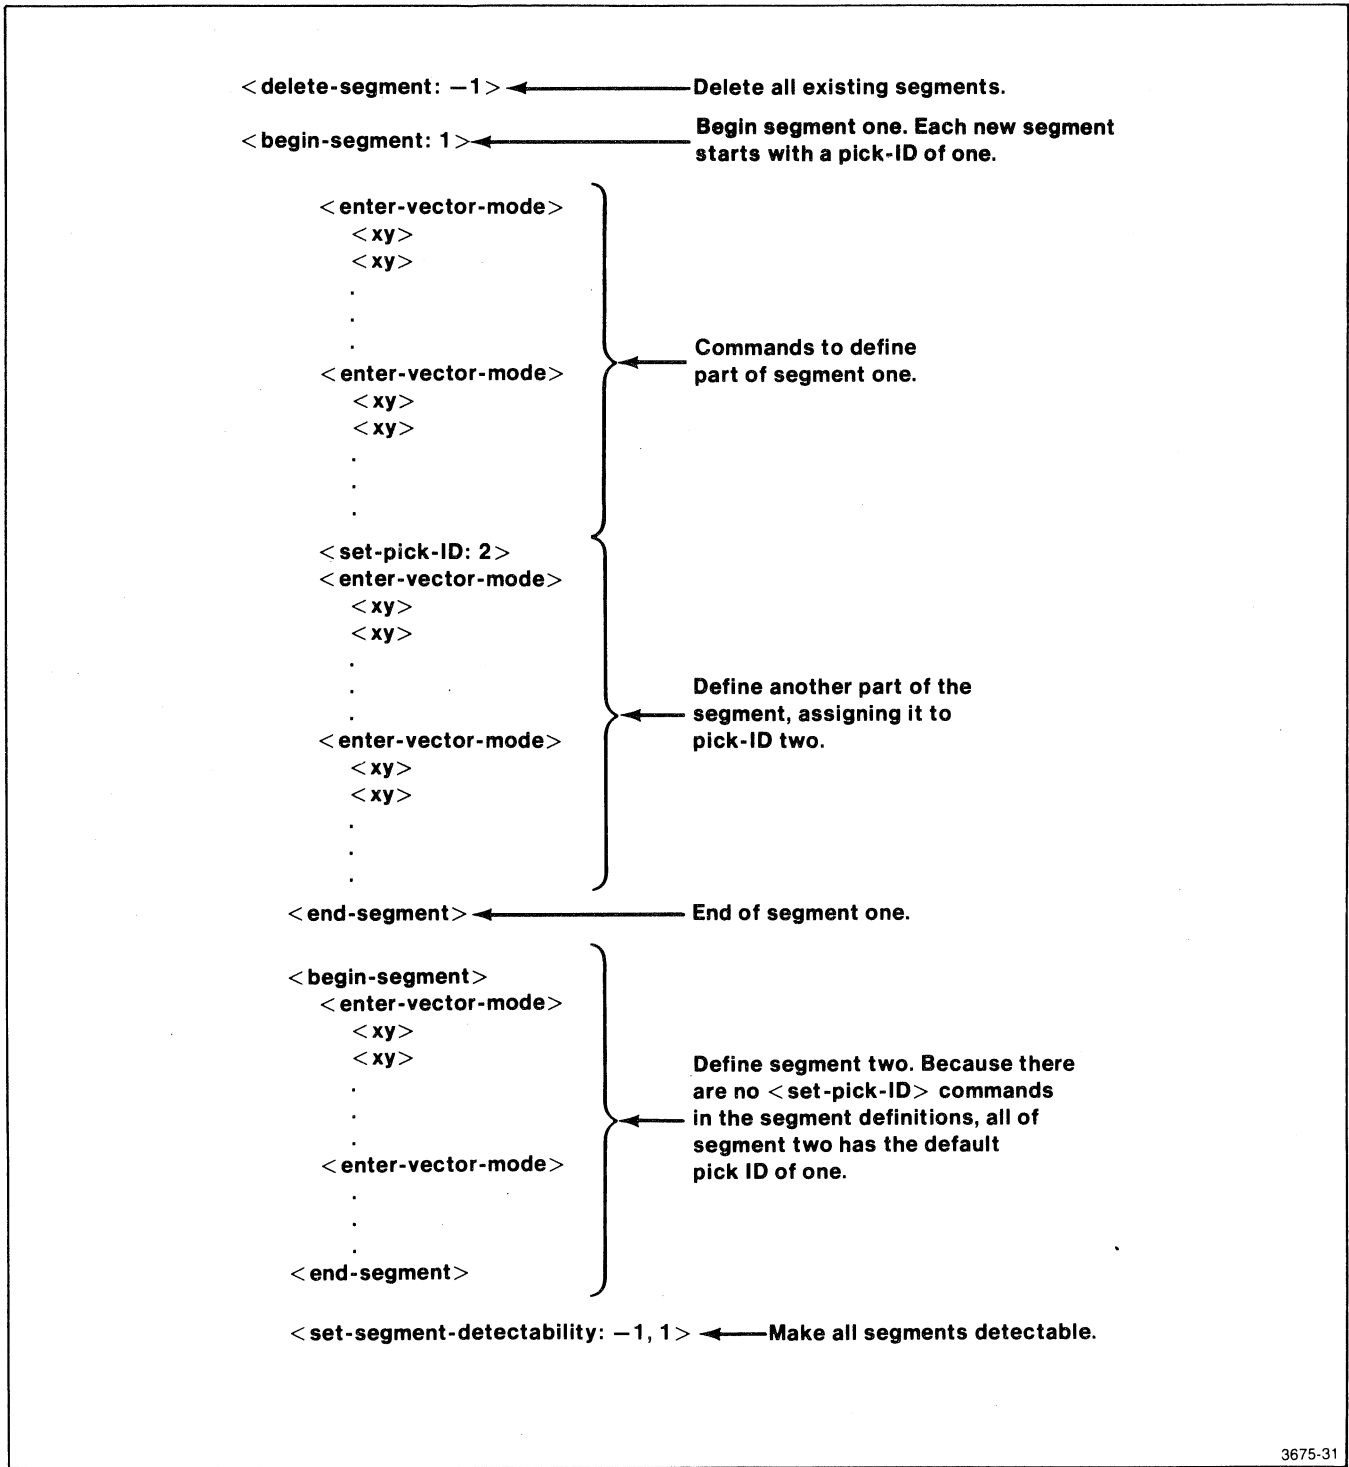 <delete-segment: −1> Delete all existing segments.
<begin-segment: 1> Begin segment one. Each new segment
starts with a pick-ID of one.
<enter-vector-mode>
<xy>
<xy>
.
.
.
Commands to define
part of segment one.
<enter-vector-mode>
<xy>
<xy>
.
.
.
<set-pick-ID: 2>
<enter-vector-mode>
<xy>
<xy>
.
.
.
Define another part of the
segment, assigning it to
pick-ID two.
<enter-vector-mode>
<xy>
<xy>
.
.
.
<end-segment> End of segment one.
<begin-segment>
<enter-vector-mode>
<xy>
<xy>
.
.
.
Define segment two. Because there
are no <set-pick-ID> commands
in the segment definitions, all of
segment two has the default
pick ID of one.
<enter-vector-mode>
.
.
.
<end-segment>
<set-segment-detectability: −1, 1> Make all segments detectable.
3675-31